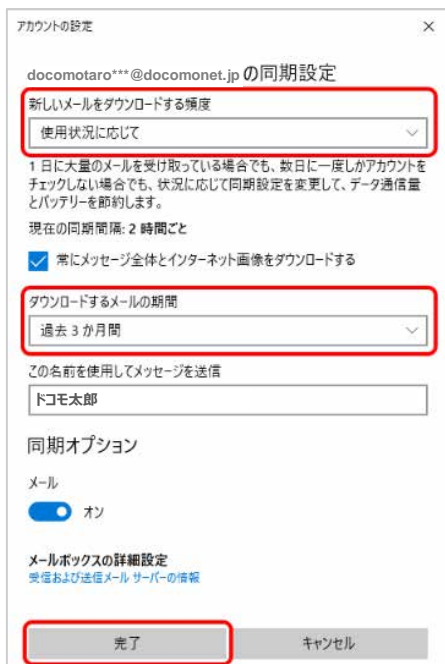 アカウントの設定
docomotaro***@docomonet.jp の同期設定
新しいメールをダウンロードする頻度
使用状況に応じて
1 日に大量のメールを受け取っている場合でも、数日に一度しかアカウントを
チェックしない場合でも、状況に応じて同期設定を変更して、データ通信量
とバッテリーを節約します。
現在の同期間隔: 2 時間ごと
常にメッセージ全体とインターネット画像をダウンロードする
ダウンロードするメールの期間
過去 3 か月間
この名前を使用してメッセージを送信
ドコモ太郎
同期オプション
メール
オン
メールボックスの詳細設定
受信および送信メール サーバーの情報
完了 キャンセル